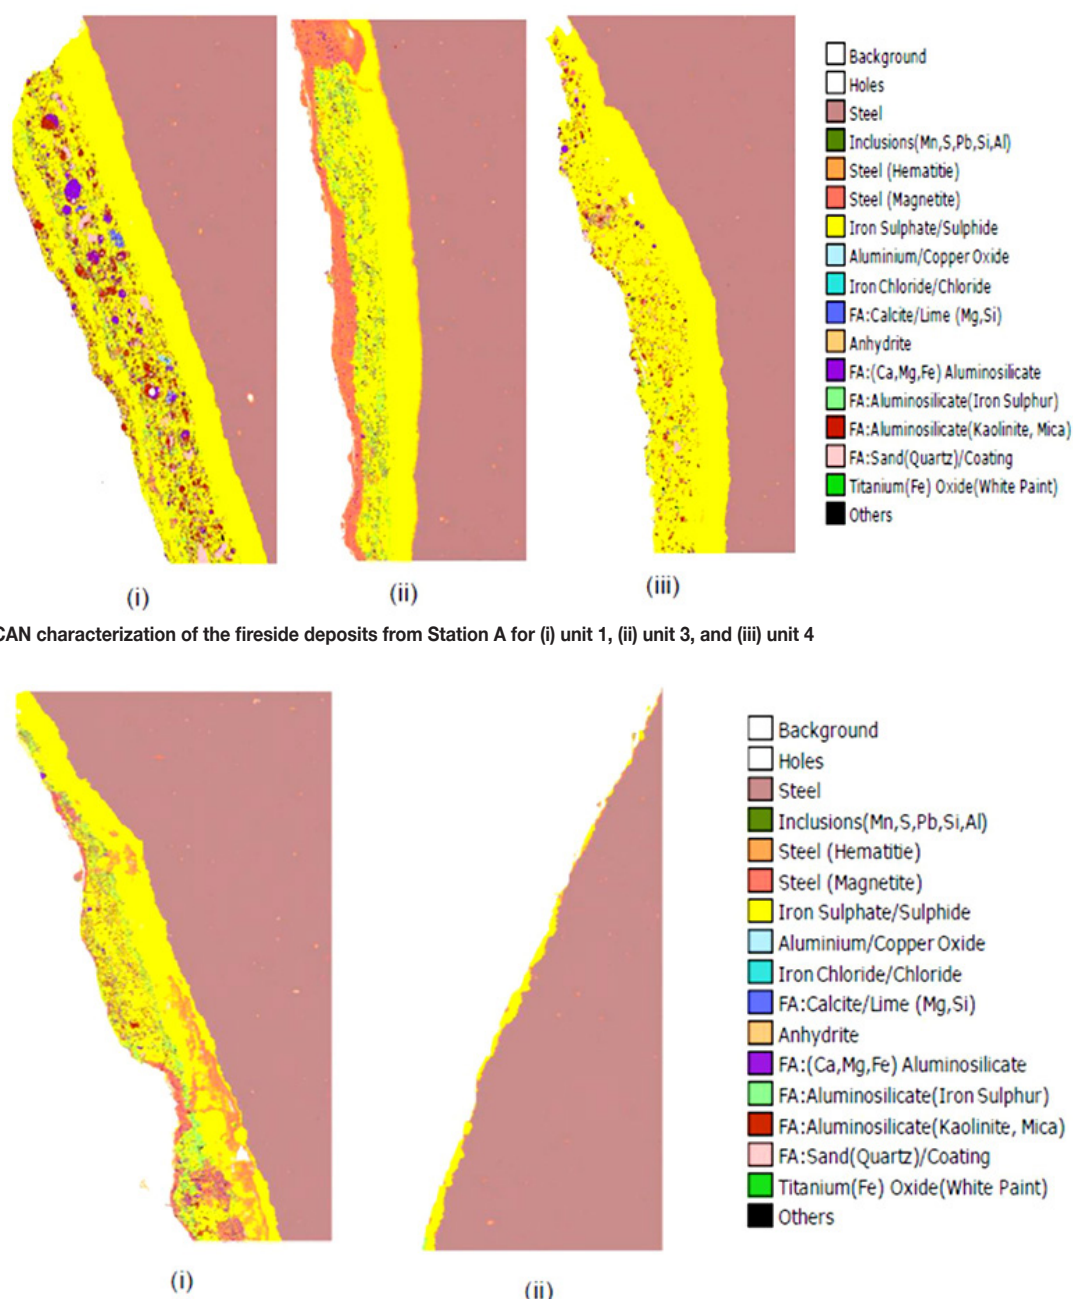 Background
Holes
Steel
Inclusions(Mn,S,Pb,Si,Al)
Steel (Hematitie)
Steel (Magnetite)
Iron Sulphate/Sulphide
Aluminium/Copper Oxide
Iron Chloride/Chloride
FA:Calcite/Lime (Mg,Si)
Anhydrite
FA:(Ca,Mg,Fe) Aluminosilicate
FA:Aluminosilicate(Iron Sulphur)
FA:Aluminosilicate(Kaolinite, Mica)
FA:Sand(Quartz)/Coating
Titanium(Fe) Oxide(White Paint)
Others
(i) (ii) (iii)
CAN characterization of the fireside deposits from Station A for (i) unit 1, (ii) unit 3, and (iii) unit 4
Background
Holes
Steel
Inclusions(Mn,S,Pb,Si,Al)
Steel (Hematitie)
Steel (Magnetite)
Iron Sulphate/Sulphide
Aluminium/Copper Oxide
Iron Chloride/Chloride
FA:Calcite/Lime (Mg,Si)
Anhydrite
FA:(Ca,Mg,Fe) Aluminosilicate
FA:Aluminosilicate(Iron Sulphur)
FA:Aluminosilicate(Kaolinite, Mica)
FA:Sand(Quartz)/Coating
Titanium(Fe) Oxide(White Paint)
Others
(i) (ii)